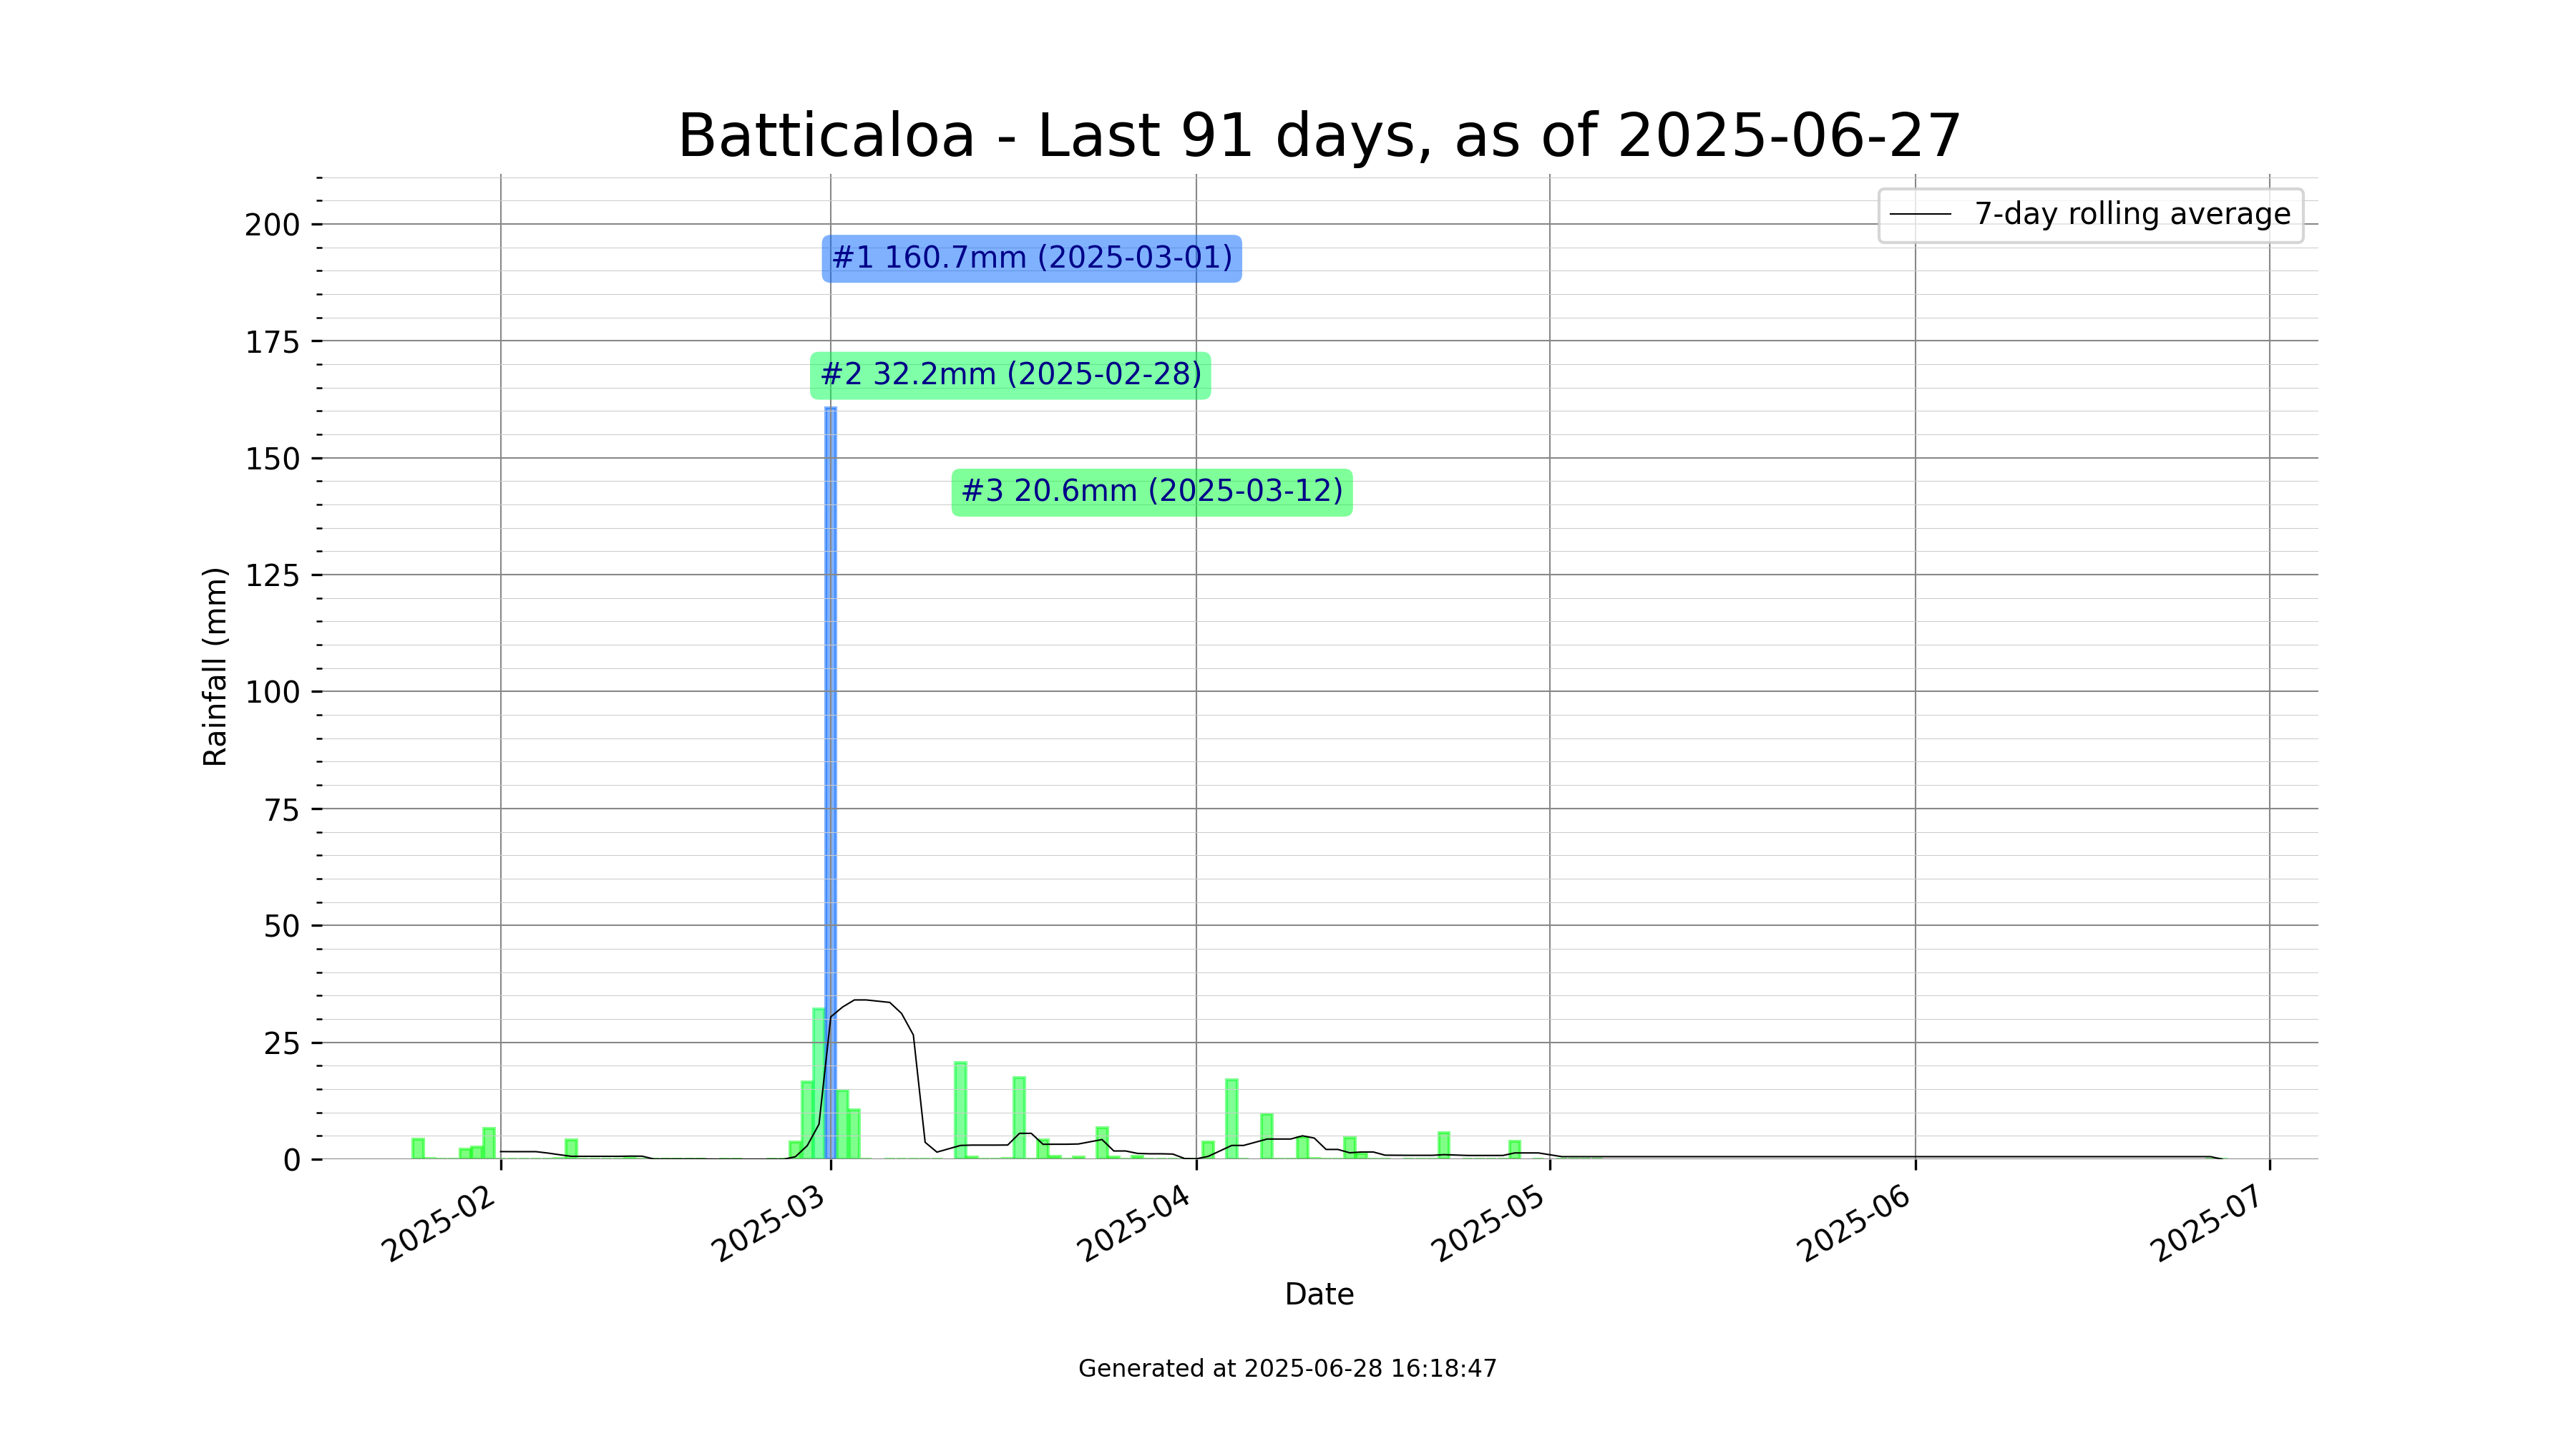 Batticaloa - Last 91 days, as of 2025-06-27
7-day rolling average
#1 160.7mm (2025-03-01)
#2 32.2mm (2025-02-28)
#3 20.6mm (2025-03-12)
Rainfall (mm)
200
175
150
125
100
75
50
25
0
2025-02
2025-03
2025-04
2025-05
2025-06
2025-07
Date
Generated at 2025-06-28 16:18:47